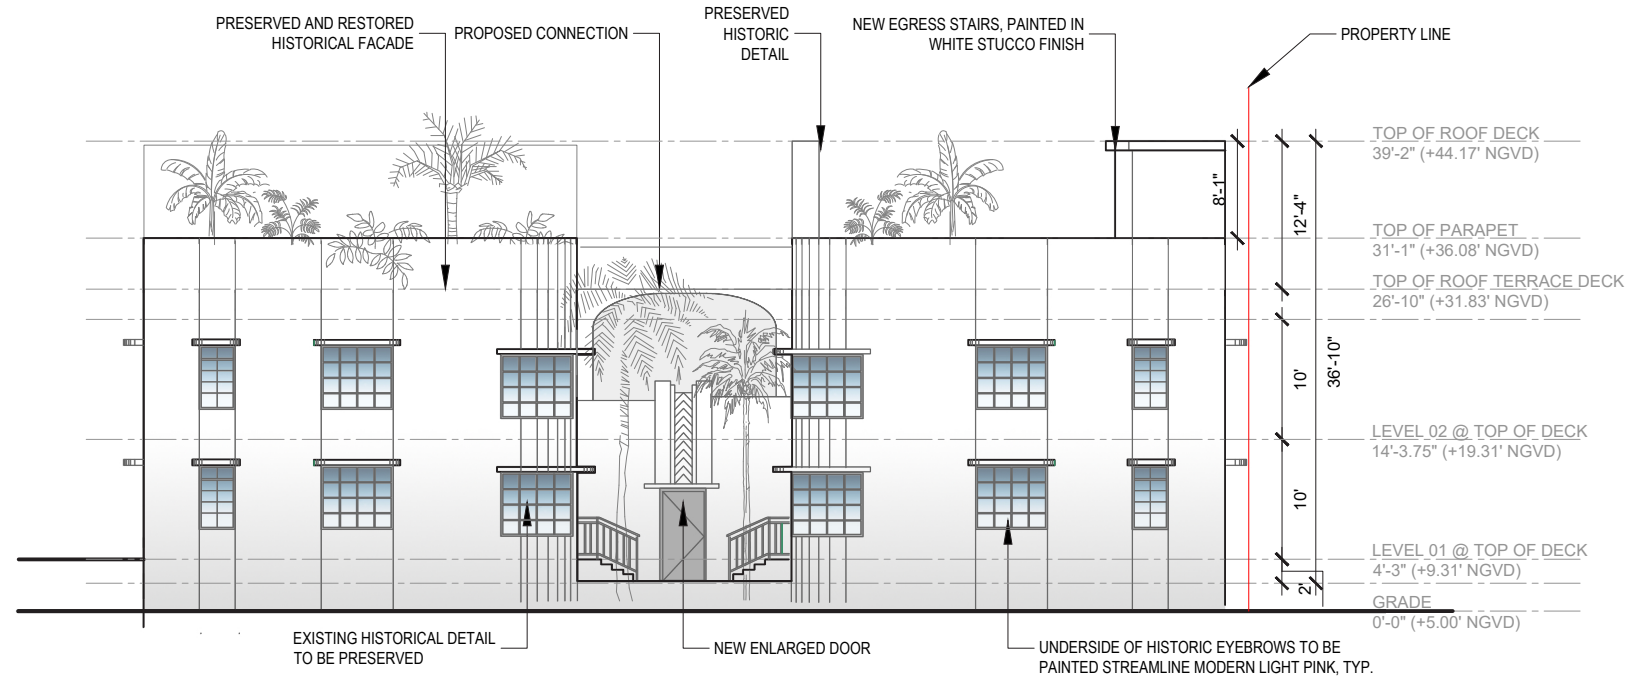 PRESERVED AND RESTORED
HISTORICAL FACADE
PROPOSED CONNECTION
PRESERVED
HISTORIC
DETAIL
NEW EGRESS STAIRS, PAINTED IN
WHITE STUCCO FINISH
PROPERTY LINE
TOP OF ROOF DECK
39'-2" (+44.17' NGVD)
8'-1"
12'-4"
TOP OF PARAPET
31'-1" (+36.08' NGVD)
TOP OF ROOF TERRACE DECK
26'-10" (+31.83' NGVD)
10'
36'-10"
LEVEL 02 @ TOP OF DECK
14'-3.75" (+19.31' NGVD)
10'
LEVEL 01 @ TOP OF DECK
4'-3" (+9.31' NGVD)
2'
GRADE
0'-0" (+5.00' NGVD)
EXISTING HISTORICAL DETAIL
TO BE PRESERVED
NEW ENLARGED DOOR
UNDERSIDE OF HISTORIC EYEBROWS TO BE
PAINTED STREAMLINE MODERN LIGHT PINK, TYP.